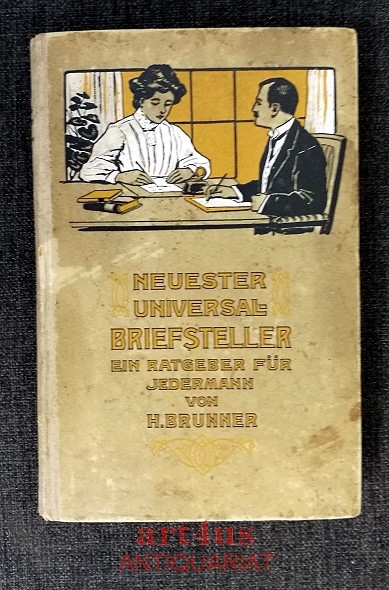 NEUESTER
UNIVERSAL-
BRIEFSTELLER
EIN RATGEBER FÜR
JEDERMANN
VON
H. BRUNNER
art4us
ANTIQUARIAT